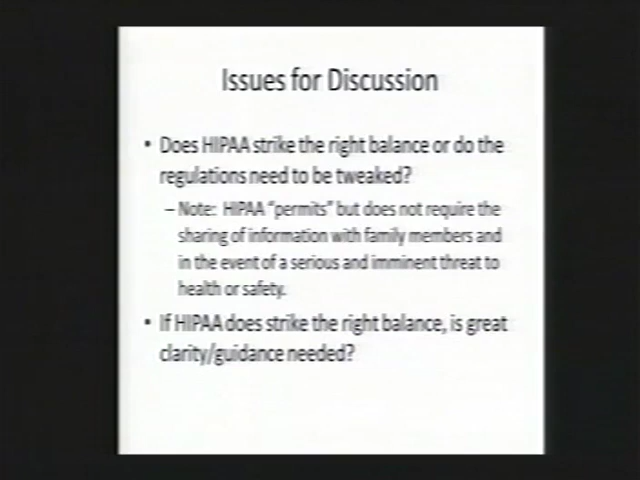 Issues for Discussion
• Does HIPAA strike the right balance or do the
regulations need to be tweaked?
– Note: HIPAA "permits" but does not require the
sharing of information with family members and
in the event of a serious and imminent threat to
health or safety.
• If HIPAA does strike the right balance, is great
clarity/guidance needed?